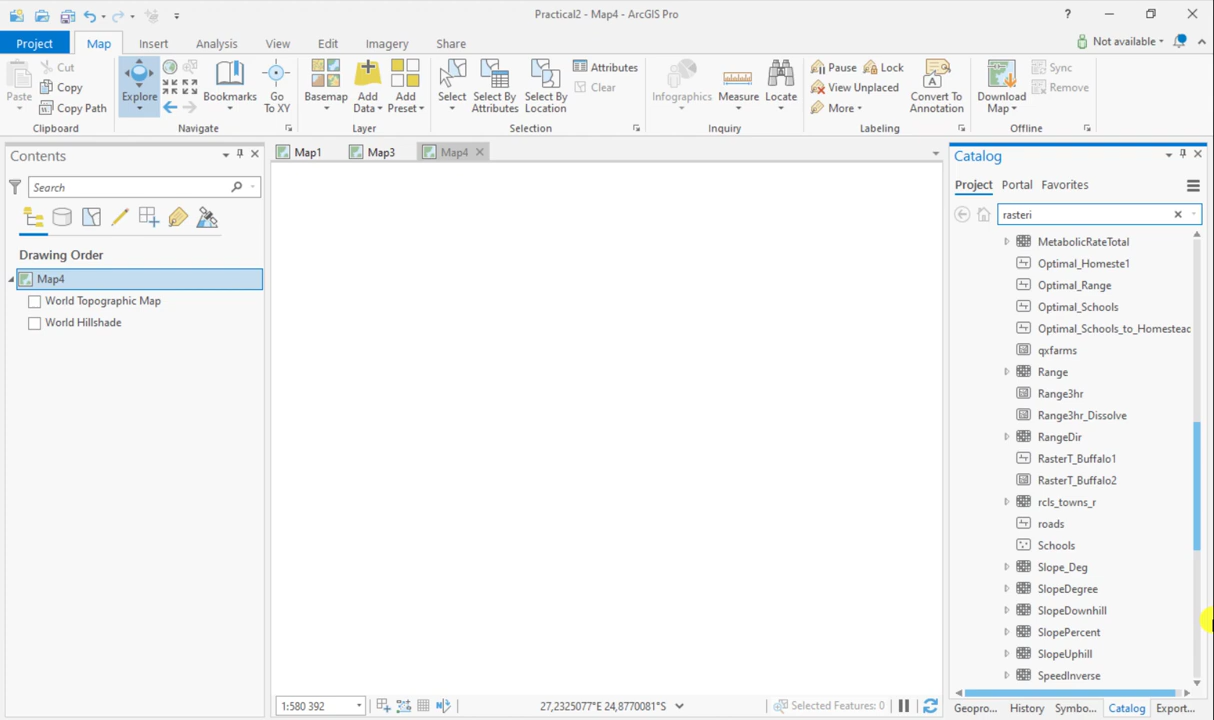 Practical2 - Map4 - ArcGIS Pro
?
Project Map Insert Analysis View Edit Imagery Share
Not available
Paste
Cut
Copy
Copy Path
Clipboard
Explore
Bookmarks
Go To XY
Navigate
Basemap
Add Data
Add Preset
Layer
Select
Select By Attributes
Select By Location
Attributes
Clear
Selection
Infographics
Measure
Locate
Inquiry
Pause
Lock
View Unplaced
More
Convert To Annotation
Labeling
Download Map
Sync
Remove
Offline
Contents
Search
Drawing Order
Map4
World Topographic Map
World Hillshade
Map1 Map3 Map4
1:580 392
27,2325077°E 24,8770081°S
Selected Features: 0
Catalog
Project Portal Favorites
rasteri
MetabolicRateTotal
Optimal_Homeste1
Optimal_Range
Optimal_Schools
Optimal_Schools_to_Homestead
qxfarms
Range
Range3hr
Range3hr_Dissolve
RangeDir
RasterT_Buffalo1
RasterT_Buffalo2
rcls_towns_r
roads
Schools
Slope_Deg
SlopeDegree
SlopeDownhill
SlopePercent
SlopeUphill
SpeedInverse
Geopro... History Symbo... Catalog Export...